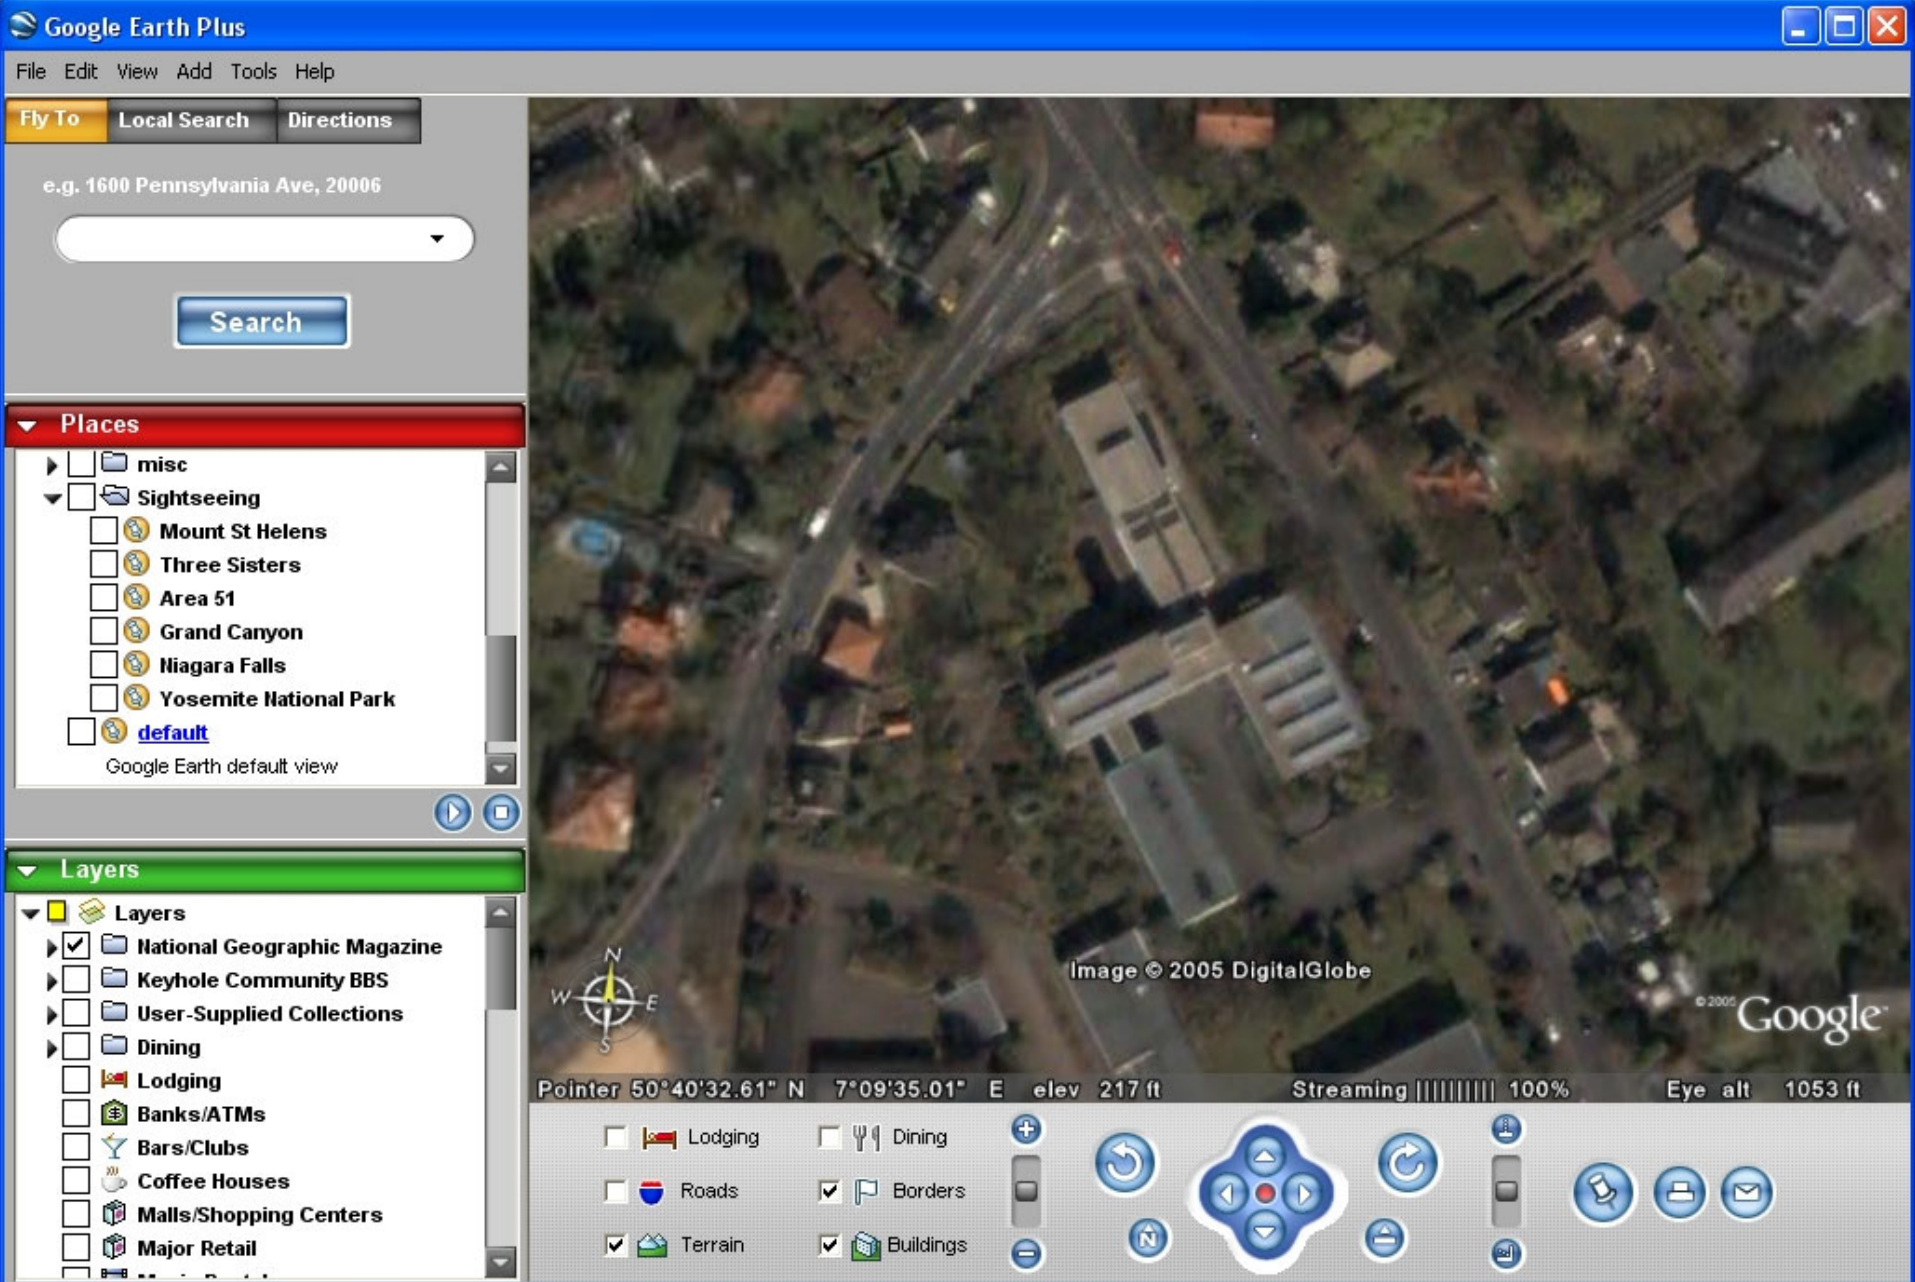 Google Earth Plus
File Edit View Add Tools Help
Fly To Local Search Directions
e.g. 1600 Pennsylvania Ave, 20006
Search
Places
misc
Sightseeing
Mount St Helens
Three Sisters
Area 51
Grand Canyon
Niagara Falls
Yosemite National Park
default
Google Earth default view
Layers
Layers
National Geographic Magazine
Keyhole Community BBS
User-Supplied Collections
Dining
Lodging
Banks/ATMs
Bars/Clubs
Coffee Houses
Malls/Shopping Centers
Major Retail
N
W E
S
Image © 2005 DigitalGlobe
© 2005 Google
Pointer 50°40'32.61" N 7°09'35.01" E elev 217 ft Streaming |||||||||| 100% Eye alt 1053 ft
Lodging Dining
Roads Borders
Terrain Buildings
N